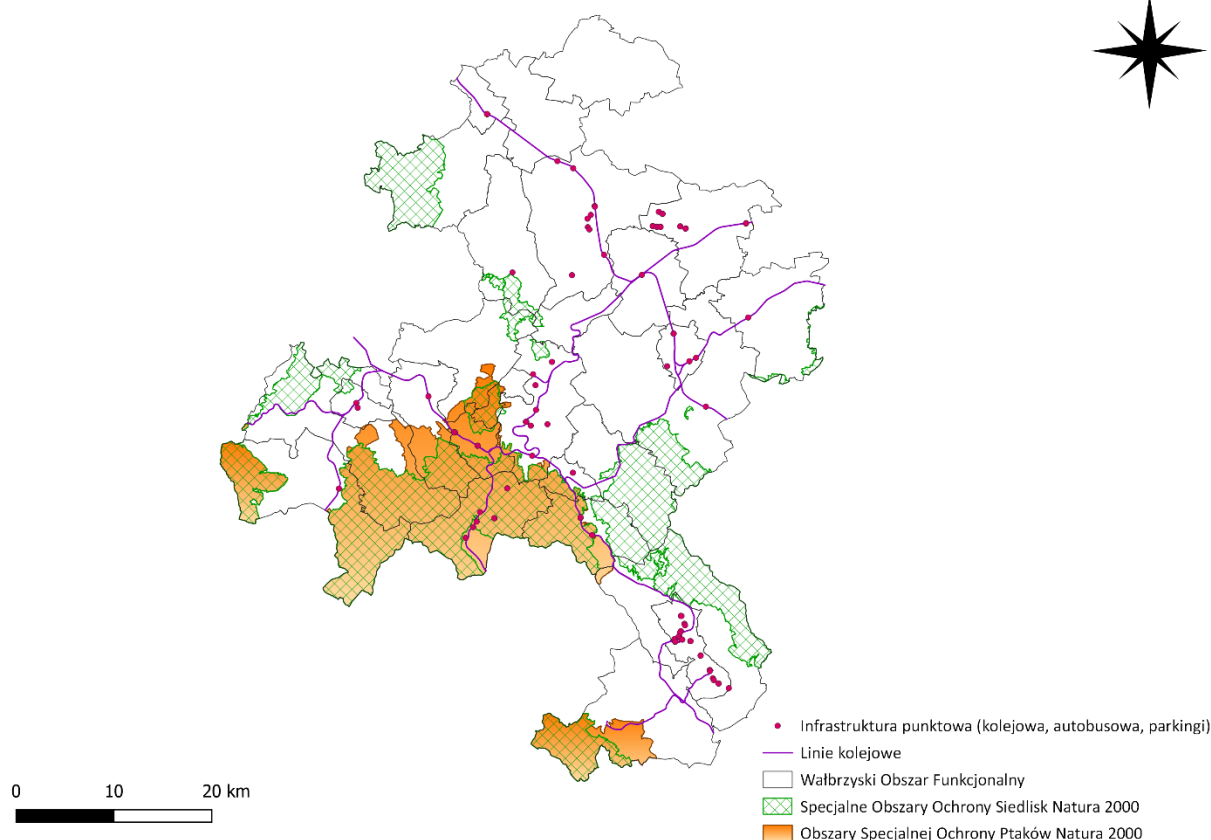 Infrastruktura punktowa (kolejowa, autobusowa, parkingi)
Linie kolejowe
Wałbrzyski Obszar Funkcjonalny
Specjalne Obszary Ochrony Siedlisk Natura 2000
Obszary Specjalnej Ochrony Ptaków Natura 2000
0 10 20 km